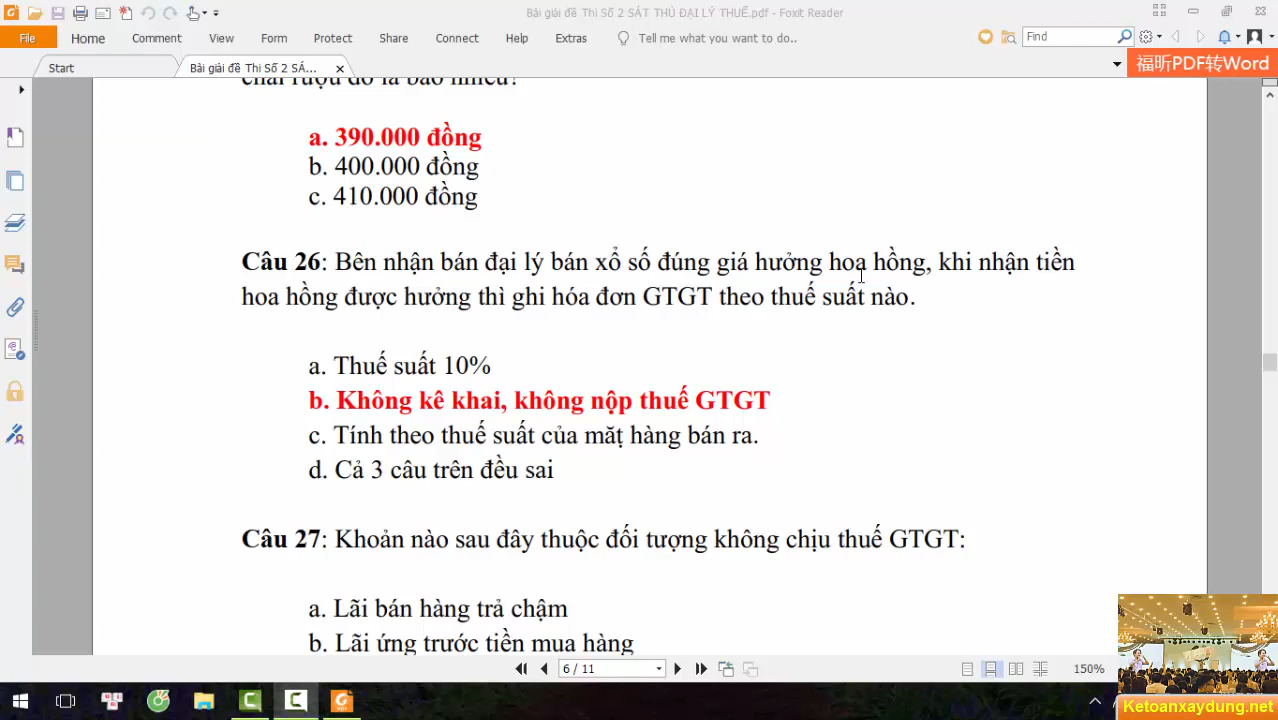 Bài giải đề Thi Số 2 SÁT THỦ ĐẠI LÝ THUẾ.pdf - Foxit Reader
File Home Comment View Form Protect Share Connect Help Extras Tell me what you want to do.. Find
Start Bài giải đề Thi Số 2 SÁ... 福昕PDF转Word
chai rượu đó là bao nhiêu?
a. 390.000 đồng
b. 400.000 đồng
c. 410.000 đồng
Câu 26: Bên nhận bán đại lý bán xổ số đúng giá hưởng hoa hồng, khi nhận tiền
hoa hồng được hưởng thì ghi hóa đơn GTGT theo thuế suất nào.
a. Thuế suất 10%
b. Không kê khai, không nộp thuế GTGT
c. Tính theo thuế suất của mặt hàng bán ra.
d. Cả 3 câu trên đều sai
Câu 27: Khoản nào sau đây thuộc đối tượng không chịu thuế GTGT:
a. Lãi bán hàng trả chậm
b. Lãi ứng trước tiền mua hàng
6 / 11 150%
Ketoanxaydung.net